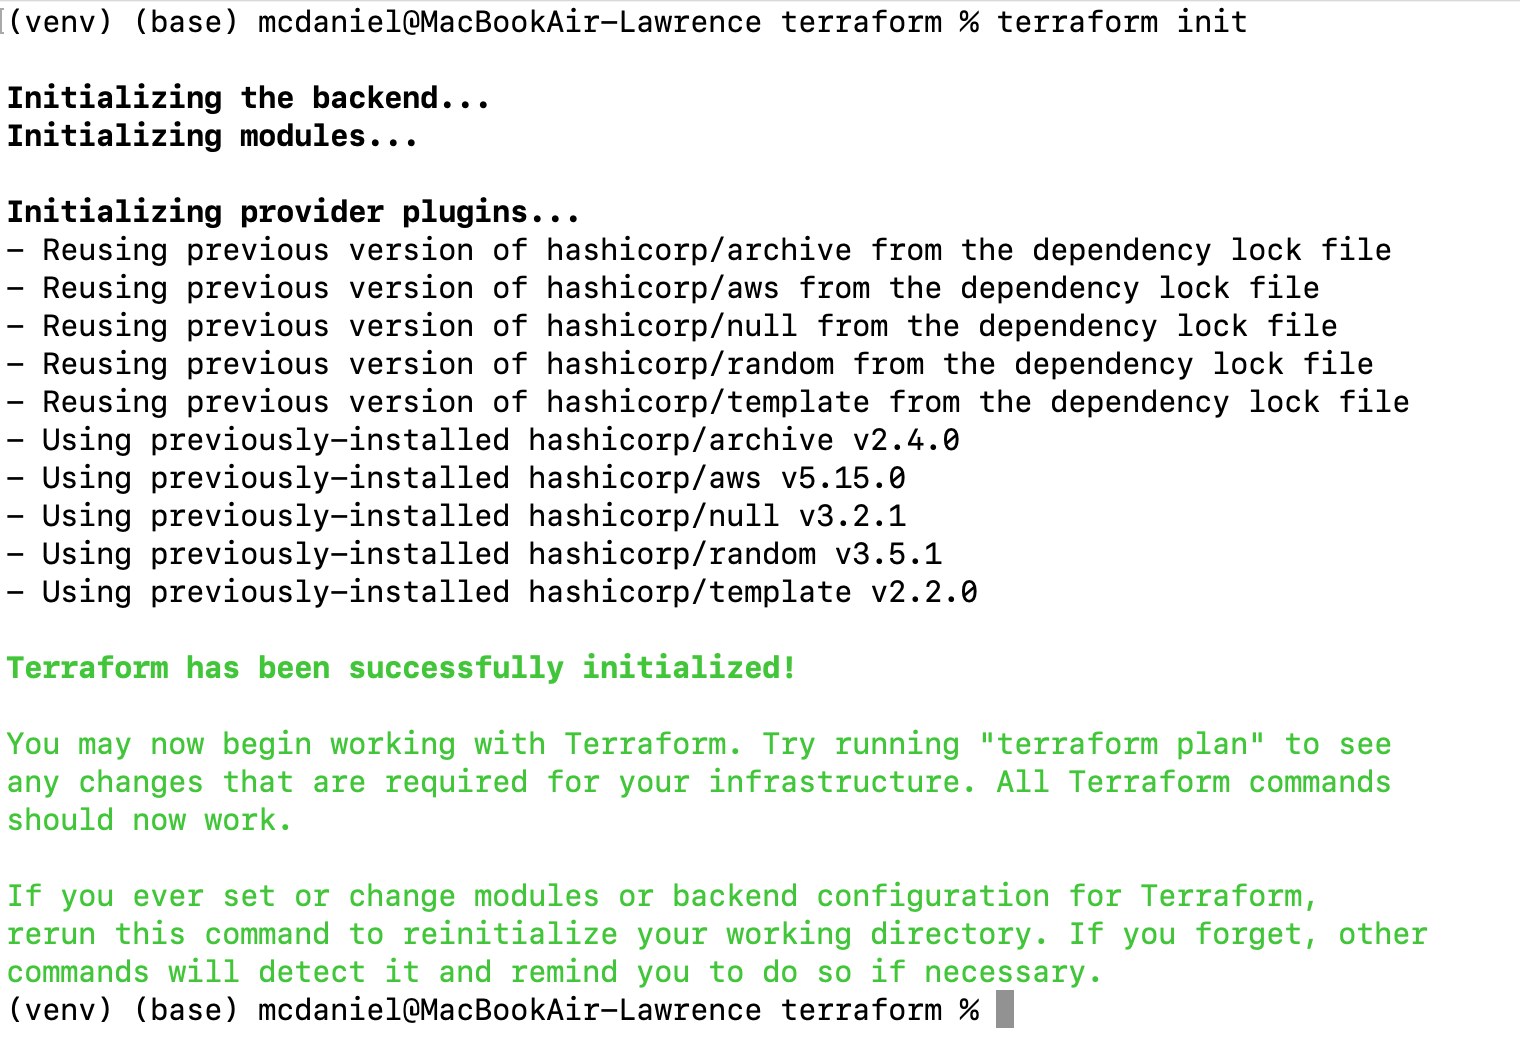 (venv) (base) mcdaniel@MacBookAir-Lawrence terraform % terraform init
Initializing the backend...
Initializing modules...
Initializing provider plugins...
- Reusing previous version of hashicorp/archive from the dependency lock file
- Reusing previous version of hashicorp/aws from the dependency lock file
- Reusing previous version of hashicorp/null from the dependency lock file
- Reusing previous version of hashicorp/random from the dependency lock file
- Reusing previous version of hashicorp/template from the dependency lock file
- Using previously-installed hashicorp/archive v2.4.0
- Using previously-installed hashicorp/aws v5.15.0
- Using previously-installed hashicorp/null v3.2.1
- Using previously-installed hashicorp/random v3.5.1
- Using previously-installed hashicorp/template v2.2.0
Terraform has been successfully initialized!
You may now begin working with Terraform. Try running "terraform plan" to see
any changes that are required for your infrastructure. All Terraform commands
should now work.
If you ever set or change modules or backend configuration for Terraform,
rerun this command to reinitialize your working directory. If you forget, other
commands will detect it and remind you to do so if necessary.
(venv) (base) mcdaniel@MacBookAir-Lawrence terraform %